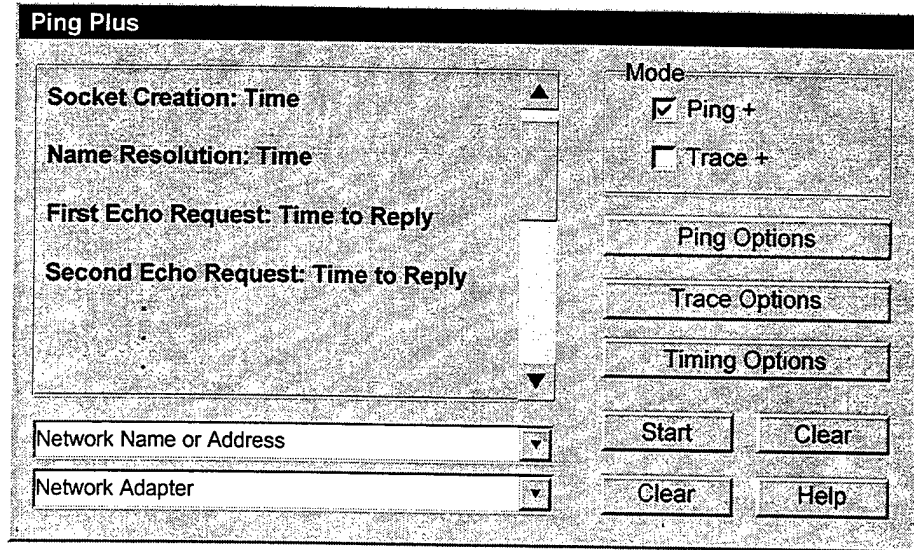 Ping Plus
Socket Creation: Time
Name Resolution: Time
First Echo Request: Time to Reply
Second Echo Request: Time to Reply
.
.
.
Network Name or Address
Network Adapter
Mode
Ping +
Trace +
Ping Options
Trace Options
Timing Options
Start
Clear
Clear
Help